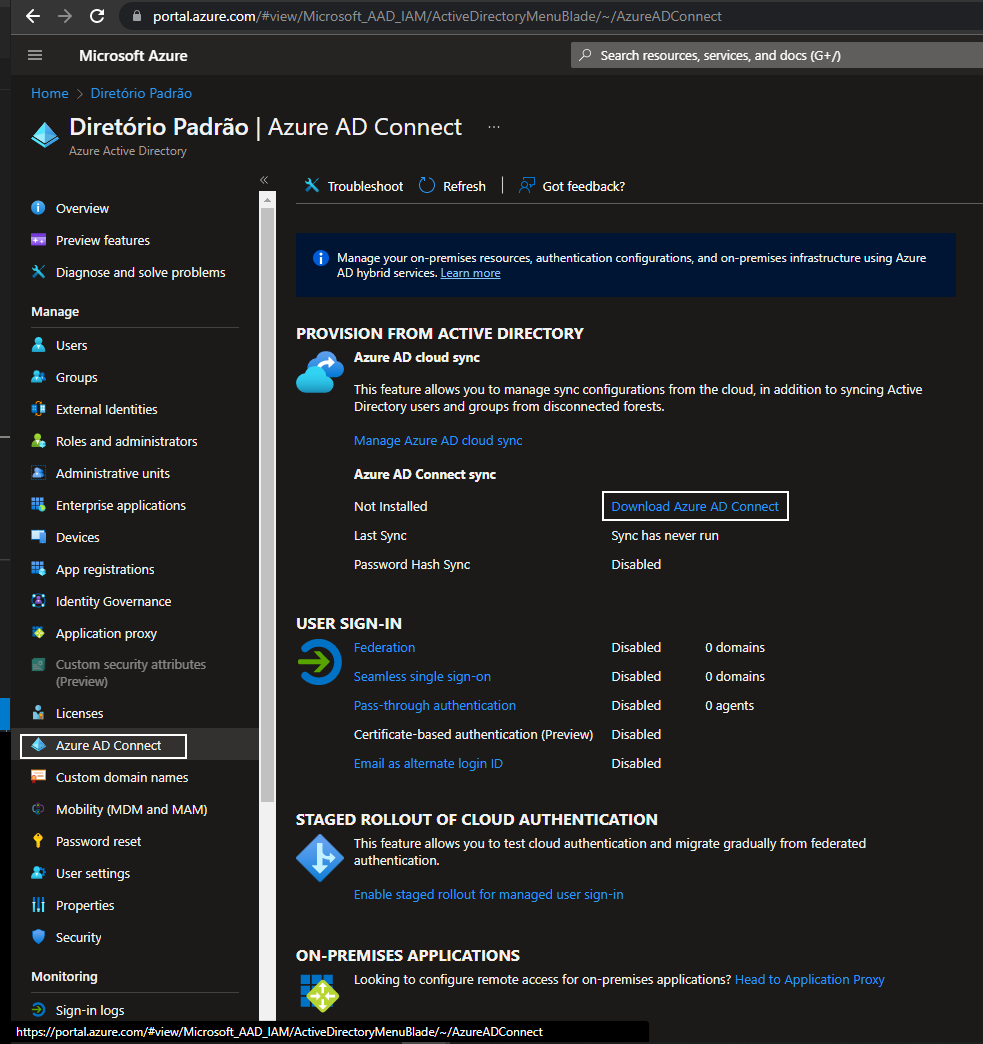 portal.azure.com/#view/Microsoft_AAD_IAM/ActiveDirectoryMenuBlade/~/AzureADConnect
Microsoft Azure
Search resources, services, and docs (G+/)
Home > Diretório Padrão
Diretório Padrão | Azure AD Connect ...
Azure Active Directory
«
Overview
Preview features
Diagnose and solve problems
Manage
Users
Groups
External Identities
Roles and administrators
Administrative units
Enterprise applications
Devices
App registrations
Identity Governance
Application proxy
Custom security attributes
(Preview)
Licenses
Azure AD Connect
Custom domain names
Mobility (MDM and MAM)
Password reset
User settings
Properties
Security
Monitoring
Sign-in logs
Troubleshoot Refresh | Got feedback?
Manage your on-premises resources, authentication configurations, and on-premises infrastructure using Azure
AD hybrid services. Learn more
PROVISION FROM ACTIVE DIRECTORY
Azure AD cloud sync
This feature allows you to manage sync configurations from the cloud, in addition to syncing Active
Directory users and groups from disconnected forests.
Manage Azure AD cloud sync
Azure AD Connect sync
Not Installed Download Azure AD Connect
Last Sync Sync has never run
Password Hash Sync Disabled
USER SIGN-IN
Federation Disabled 0 domains
Seamless single sign-on Disabled 0 domains
Pass-through authentication Disabled 0 agents
Certificate-based authentication (Preview) Disabled
Email as alternate login ID Disabled
STAGED ROLLOUT OF CLOUD AUTHENTICATION
This feature allows you to test cloud authentication and migrate gradually from federated
authentication.
Enable staged rollout for managed user sign-in
ON-PREMISES APPLICATIONS
Looking to configure remote access for on-premises applications? Head to Application Proxy
https://portal.azure.com/#view/Microsoft_AAD_IAM/ActiveDirectoryMenuBlade/~/AzureADConnect